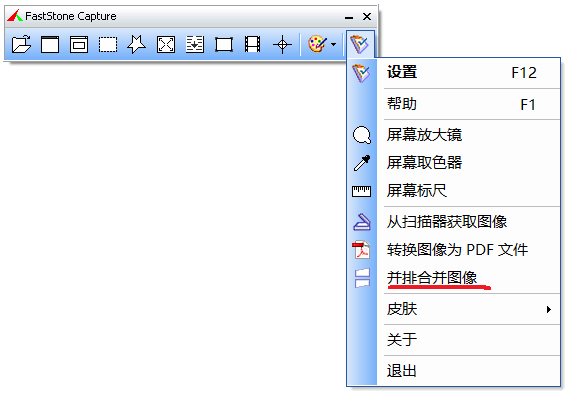 FastStone Capture
设置 F12
帮助 F1
屏幕放大镜
屏幕取色器
屏幕标尺
从扫描器获取图像
转换图像为 PDF 文件
并排合并图像
皮肤
关于
退出